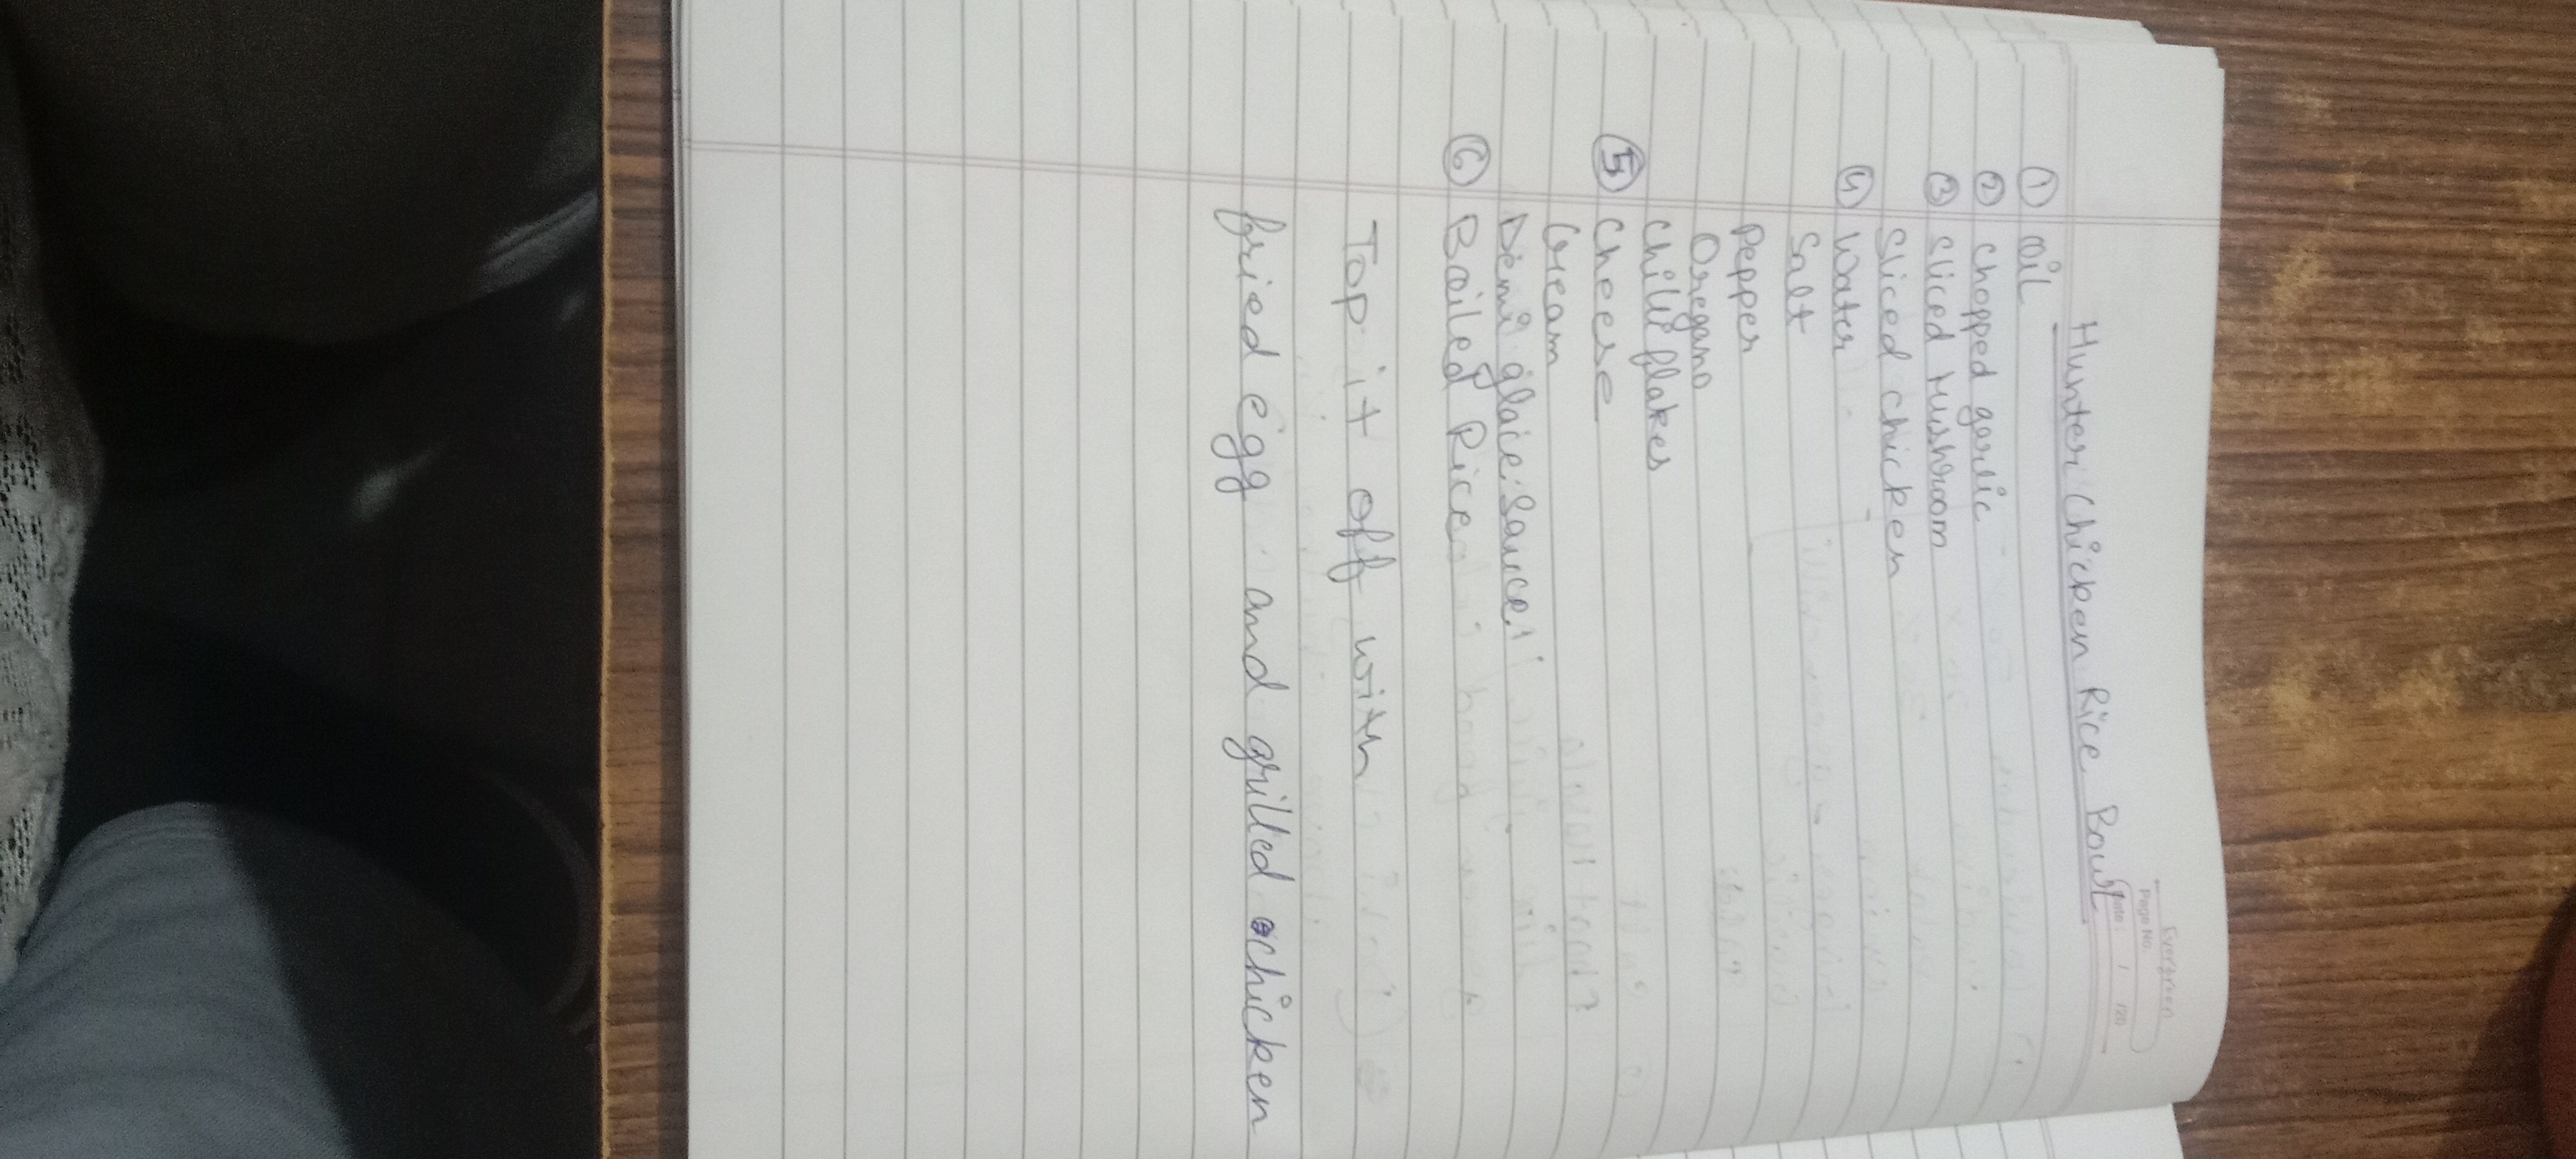 Evergreen
Page No.
Date : / /20
Hunter Chicken Rice Bowl
① Oil
② Chopped garlic
③ Sliced Mushroom
Sliced Chicken
④ Water
Salt
Pepper
Oregano
Chilli flakes
⑤ Cheese
Cream
Demi glace Sauce
⑥ Boiled Rice
Top it off with
fried egg and grilled chicken